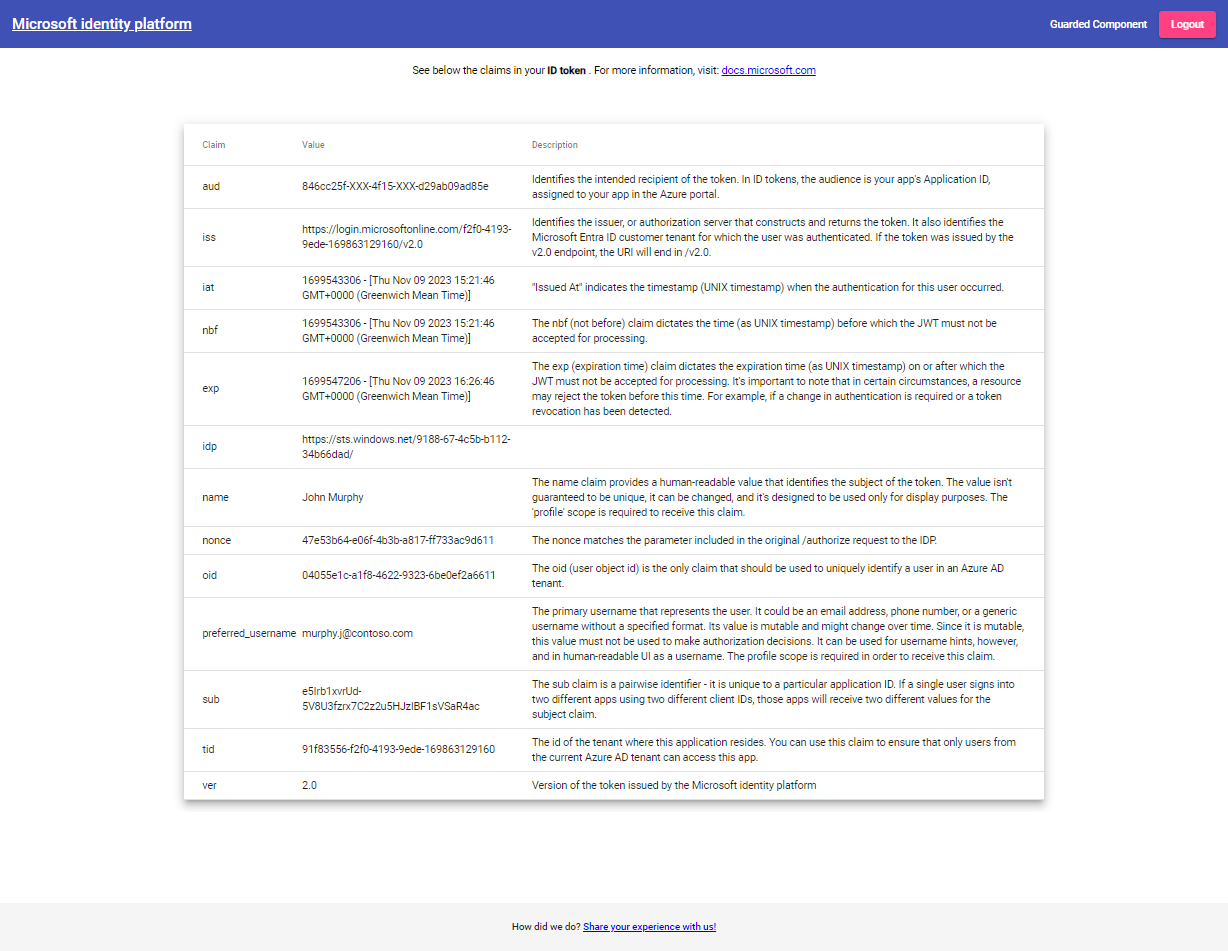 Microsoft identity platform
Guarded Component
Logout
See below the claims in your ID token . For more information, visit: docs.microsoft.com
Claim
Value
Description
aud
846cc25f-XXX-4f15-XXX-d29ab09ad85e
Identifies the intended recipient of the token. In ID tokens, the audience is your app's Application ID,
assigned to your app in the Azure portal.
iss
https://login.microsoftonline.com/f2f0-4193-
9ede-169863129160/v2.0
Identifies the issuer, or authorization server that constructs and returns the token. It also identifies the
Microsoft Entra ID customer tenant for which the user was authenticated. If the token was issued by the
v2.0 endpoint, the URI will end in /v2.0.
iat
1699543306 - [Thu Nov 09 2023 15:21:46
GMT+0000 (Greenwich Mean Time)]
"Issued At" indicates the timestamp (UNIX timestamp) when the authentication for this user occurred.
nbf
1699543306 - [Thu Nov 09 2023 15:21:46
GMT+0000 (Greenwich Mean Time)]
The nbf (not before) claim dictates the time (as UNIX timestamp) before which the JWT must not be
accepted for processing.
exp
1699547206 - [Thu Nov 09 2023 16:26:46
GMT+0000 (Greenwich Mean Time)]
The exp (expiration time) claim dictates the expiration time (as UNIX timestamp) on or after which the
JWT must not be accepted for processing. It's important to note that in certain circumstances, a resource
may reject the token before this time. For example, if a change in authentication is required or a token
revocation has been detected.
idp
https://sts.windows.net/9188-67-4c5b-b112-
34b66dad/
name
John Murphy
The name claim provides a human-readable value that identifies the subject of the token. The value isn't
guaranteed to be unique, it can be changed, and it's designed to be used only for display purposes. The
'profile' scope is required to receive this claim.
nonce
47e53b64-e06f-4b3b-a817-ff733ac9d611
The nonce matches the parameter included in the original /authorize request to the IDP.
oid
04055e1c-a1f8-4622-9323-6be0ef2a6611
The oid (user object id) is the only claim that should be used to uniquely identify a user in an Azure AD
tenant.
preferred_username
murphy.j@contoso.com
The primary username that represents the user. It could be an email address, phone number, or a generic
username without a specified format. Its value is mutable and might change over time. Since it is mutable,
this value must not be used to make authorization decisions. It can be used for username hints, however,
and in human-readable UI as a username. The profile scope is required in order to receive this claim.
sub
e5Irb1xvrUd-
5V8U3fzrx7C2z2u5HJzIBF1sVSaR4ac
The sub claim is a pairwise identifier - it is unique to a particular application ID. If a single user signs into
two different apps using two different client IDs, those apps will receive two different values for the
subject claim.
tid
91f83556-f2f0-4193-9ede-169863129160
The id of the tenant where this application resides. You can use this claim to ensure that only users from
the current Azure AD tenant can access this app.
ver
2.0
Version of the token issued by the Microsoft identity platform
How did we do? Share your experience with us!